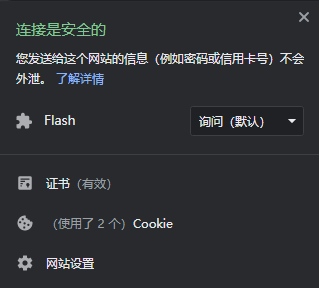 连接是安全的
您发送给这个网站的信息（例如密码或信用卡号）不会
外泄。 了解详情
Flash 询问（默认）
证书（有效）
（使用了 2 个）Cookie
网站设置